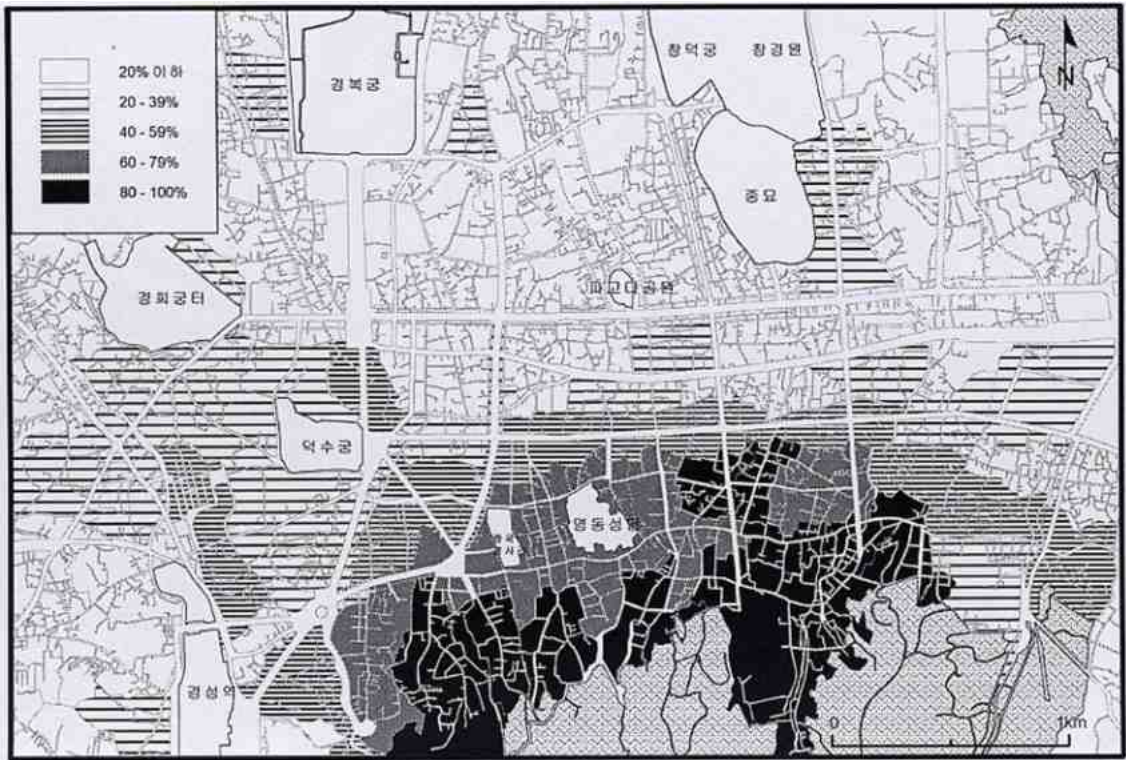 20% 이하
20 - 39%
40 - 59%
60 - 79%
80 - 100%
경복궁
창덕궁
창경원
N
종묘
경희궁터
파고다공원
덕수궁
명동성당
경성역
0
1km